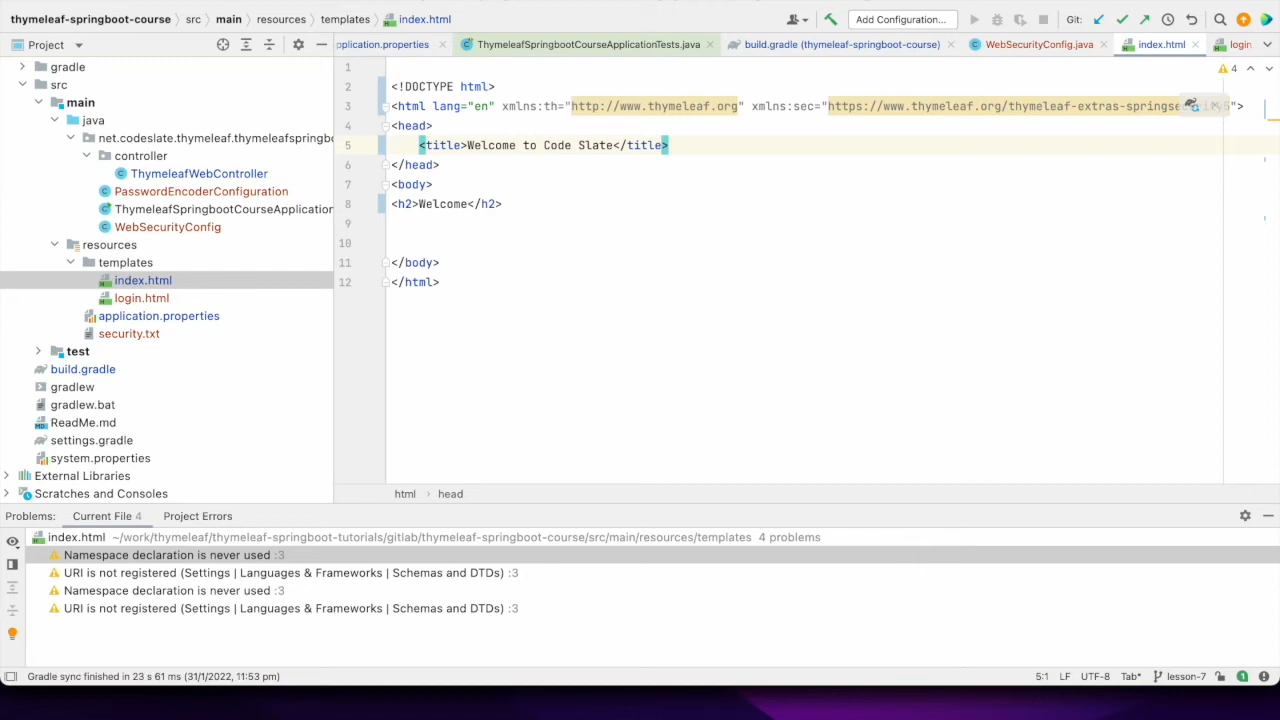 thymeleaf-springboot-course › src › main › resources › templates › index.html
Add Configuration...
Git:
Project
pplication.properties
ThymeleafSpringbootCourseApplicationTests.java
build.gradle (thymeleaf-springboot-course)
WebSecurityConfig.java
index.html
login
gradle
src
main
java
net.codeslate.thymeleaf.thymeleafspringbo
controller
ThymeleafWebController
PasswordEncoderConfiguration
ThymeleafSpringbootCourseApplication
WebSecurityConfig
resources
templates
index.html
login.html
application.properties
security.txt
test
build.gradle
gradlew
gradlew.bat
ReadMe.md
settings.gradle
system.properties
External Libraries
Scratches and Consoles
4
1
2 <!DOCTYPE html>
3 <html lang="en" xmlns:th="http://www.thymeleaf.org" xmlns:sec="https://www.thymeleaf.org/thymeleaf-extras-springse 5">
4 <head>
5 <title>Welcome to Code Slate</title>
6 </head>
7 <body>
8 <h2>Welcome</h2>
9
10
11 </body>
12 </html>
html › head
Problems: Current File 4 Project Errors
index.html ~/work/thymeleaf/thymeleaf-springboot-tutorials/gitlab/thymeleaf-springboot-course/src/main/resources/templates 4 problems
Namespace declaration is never used :3
URI is not registered (Settings | Languages & Frameworks | Schemas and DTDs) :3
Namespace declaration is never used :3
URI is not registered (Settings | Languages & Frameworks | Schemas and DTDs) :3
Gradle sync finished in 23 s 61 ms (31/1/2022, 11:53 pm)
5:1 LF UTF-8 Tab* lesson-7 1